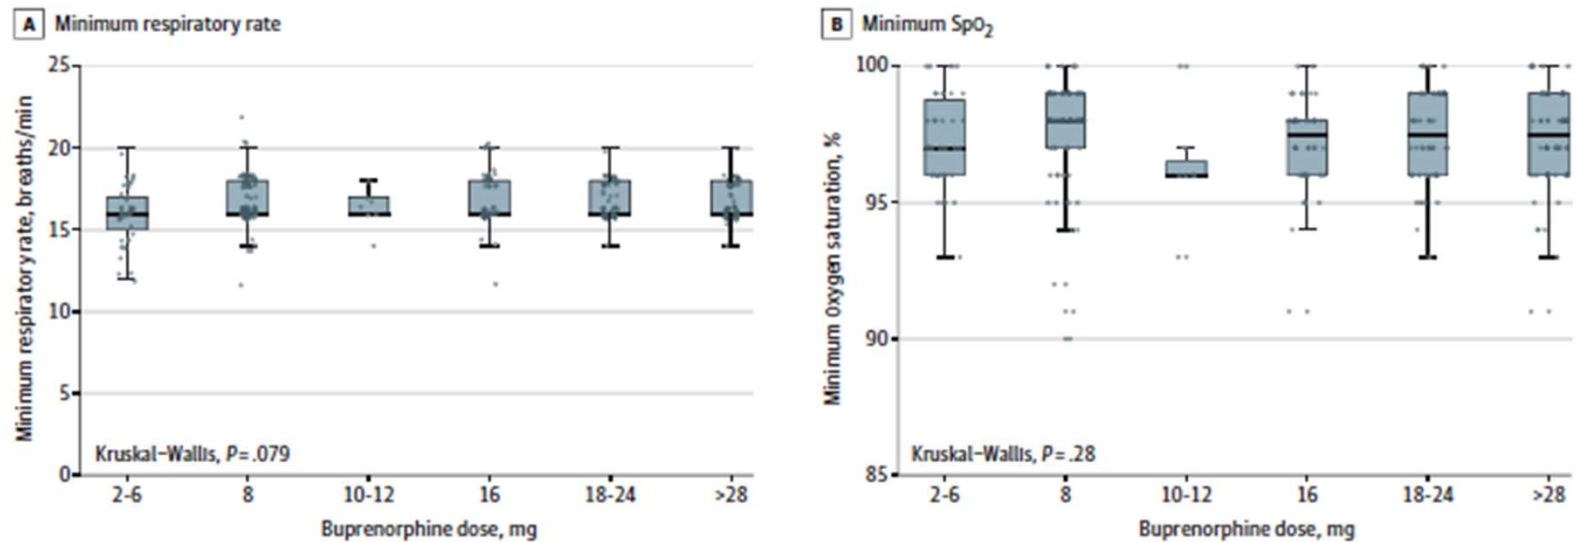 A Minimum respiratory rate
25
20
15
10
5
0
Minimum respiratory rate, breaths/min
Kruskal–Wallis, P=.079
2-6 8 10-12 16 18-24 >28
Buprenorphine dose, mg
B Minimum SpO2
100
95
90
85
Minimum oxygen saturation, %
Kruskal–Wallis, P=.28
2-6 8 10-12 16 18-24 >28
Buprenorphine dose, mg